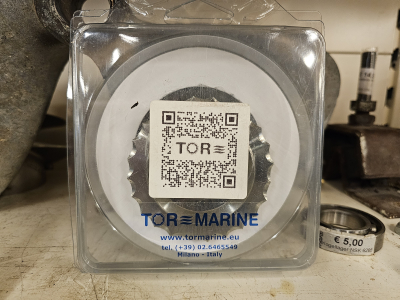 TOR
TOR MARINE
www.tormarine.eu
tel. (+39) 02.6465549
Milano - Italy
€ 5,00